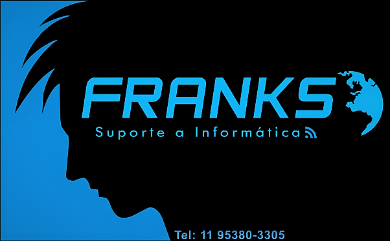 FRANKS
Suporte a Informática
Tel: 11 95380-3305